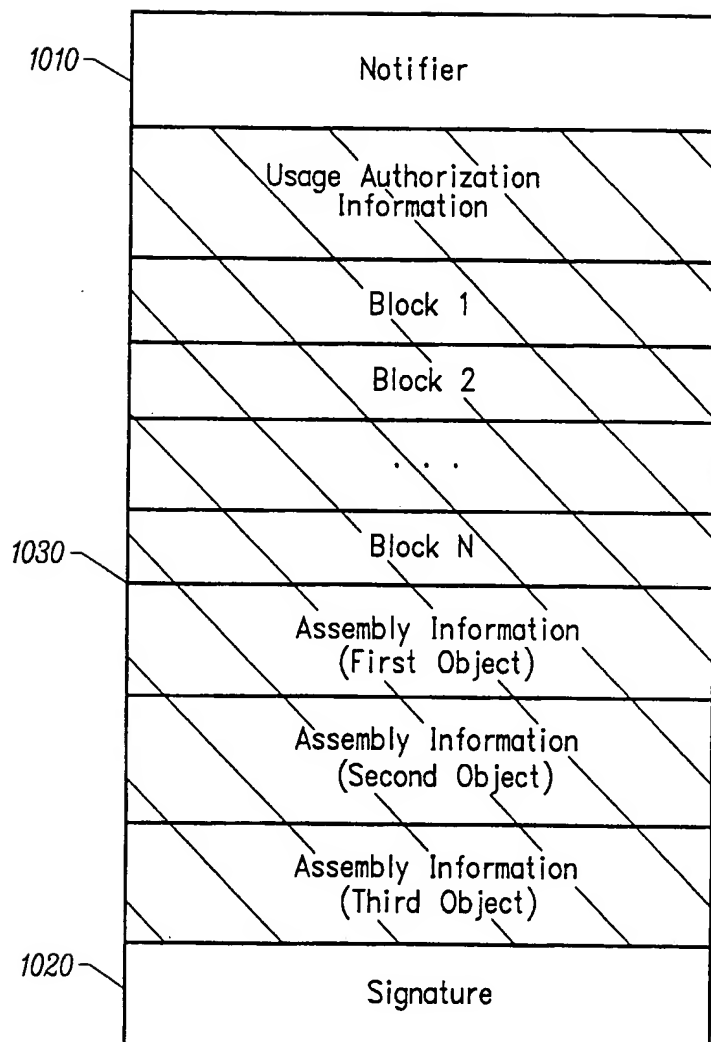 1010
Notifier
Usage Authorization
Information
Block 1
Block 2
. . .
Block N
1030
Assembly Information
(First Object)
Assembly Information
(Second Object)
Assembly Information
(Third Object)
1020
Signature